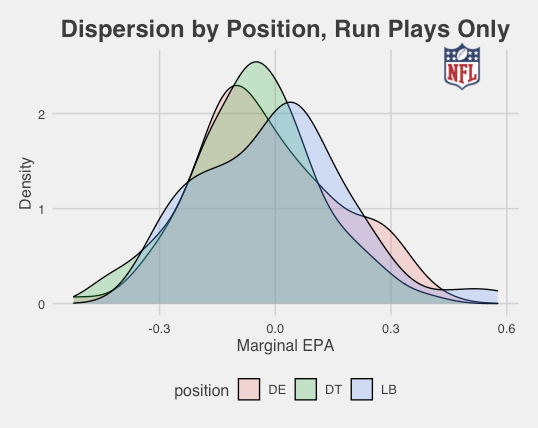 Dispersion by Position, Run Plays Only
NFL
2
1
0
Density
-0.3 0.0 0.3 0.6
Marginal EPA
position DE DT LB